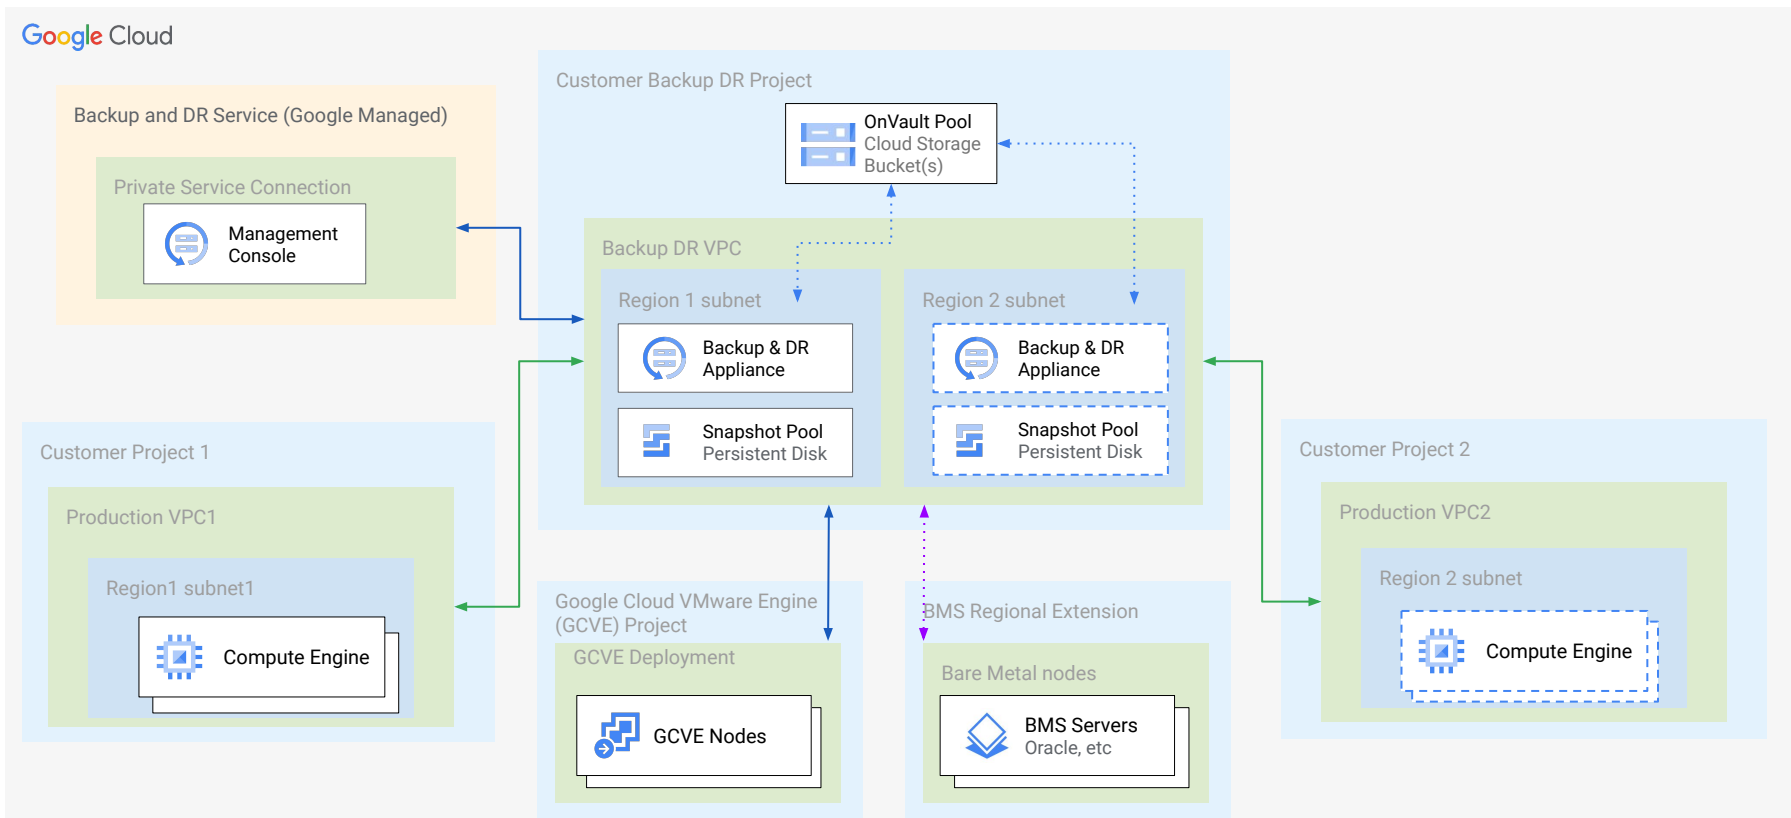 Google Cloud
Customer Backup DR Project
Backup and DR Service (Google Managed)
OnVault Pool
Cloud Storage
Bucket(s)
Private Service Connection
Management
Console
Backup DR VPC
Region 1 subnet
Region 2 subnet
Backup & DR
Appliance
Backup & DR
Appliance
Snapshot Pool
Persistent Disk
Snapshot Pool
Persistent Disk
Customer Project 1
Production VPC1
Region1 subnet1
Compute Engine
Customer Project 2
Production VPC2
Region 2 subnet
Compute Engine
Google Cloud VMware Engine
(GCVE) Project
GCVE Deployment
GCVE Nodes
BMS Regional Extension
Bare Metal nodes
BMS Servers
Oracle, etc